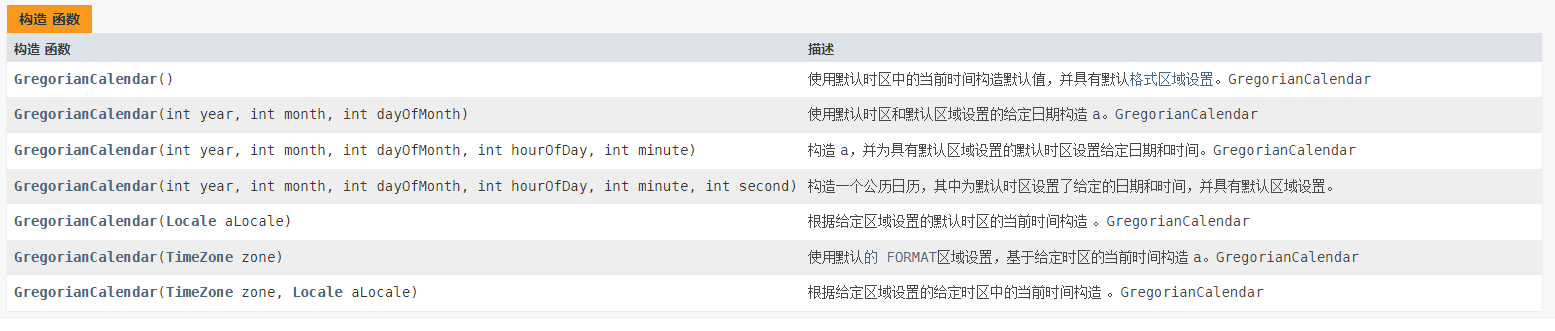 构造 函数
构造 函数 描述
GregorianCalendar() 使用默认时区中的当前时间构造默认值，并具有默认格式区域设置。GregorianCalendar
GregorianCalendar(int year, int month, int dayOfMonth) 使用默认时区和默认区域设置的给定日期构造 a。GregorianCalendar
GregorianCalendar(int year, int month, int dayOfMonth, int hourOfDay, int minute) 构造 a，并为具有默认区域设置的默认时区设置给定日期和时间。GregorianCalendar
GregorianCalendar(int year, int month, int dayOfMonth, int hourOfDay, int minute, int second) 构造一个公历日历，其中为默认时区设置了给定的日期和时间，并具有默认区域设置。
GregorianCalendar(Locale aLocale) 根据给定区域设置的默认时区的当前时间构造 。GregorianCalendar
GregorianCalendar(TimeZone zone) 使用默认的 FORMAT区域设置，基于给定时区的当前时间构造 a。GregorianCalendar
GregorianCalendar(TimeZone zone, Locale aLocale) 根据给定区域设置的给定时区中的当前时间构造 。GregorianCalendar